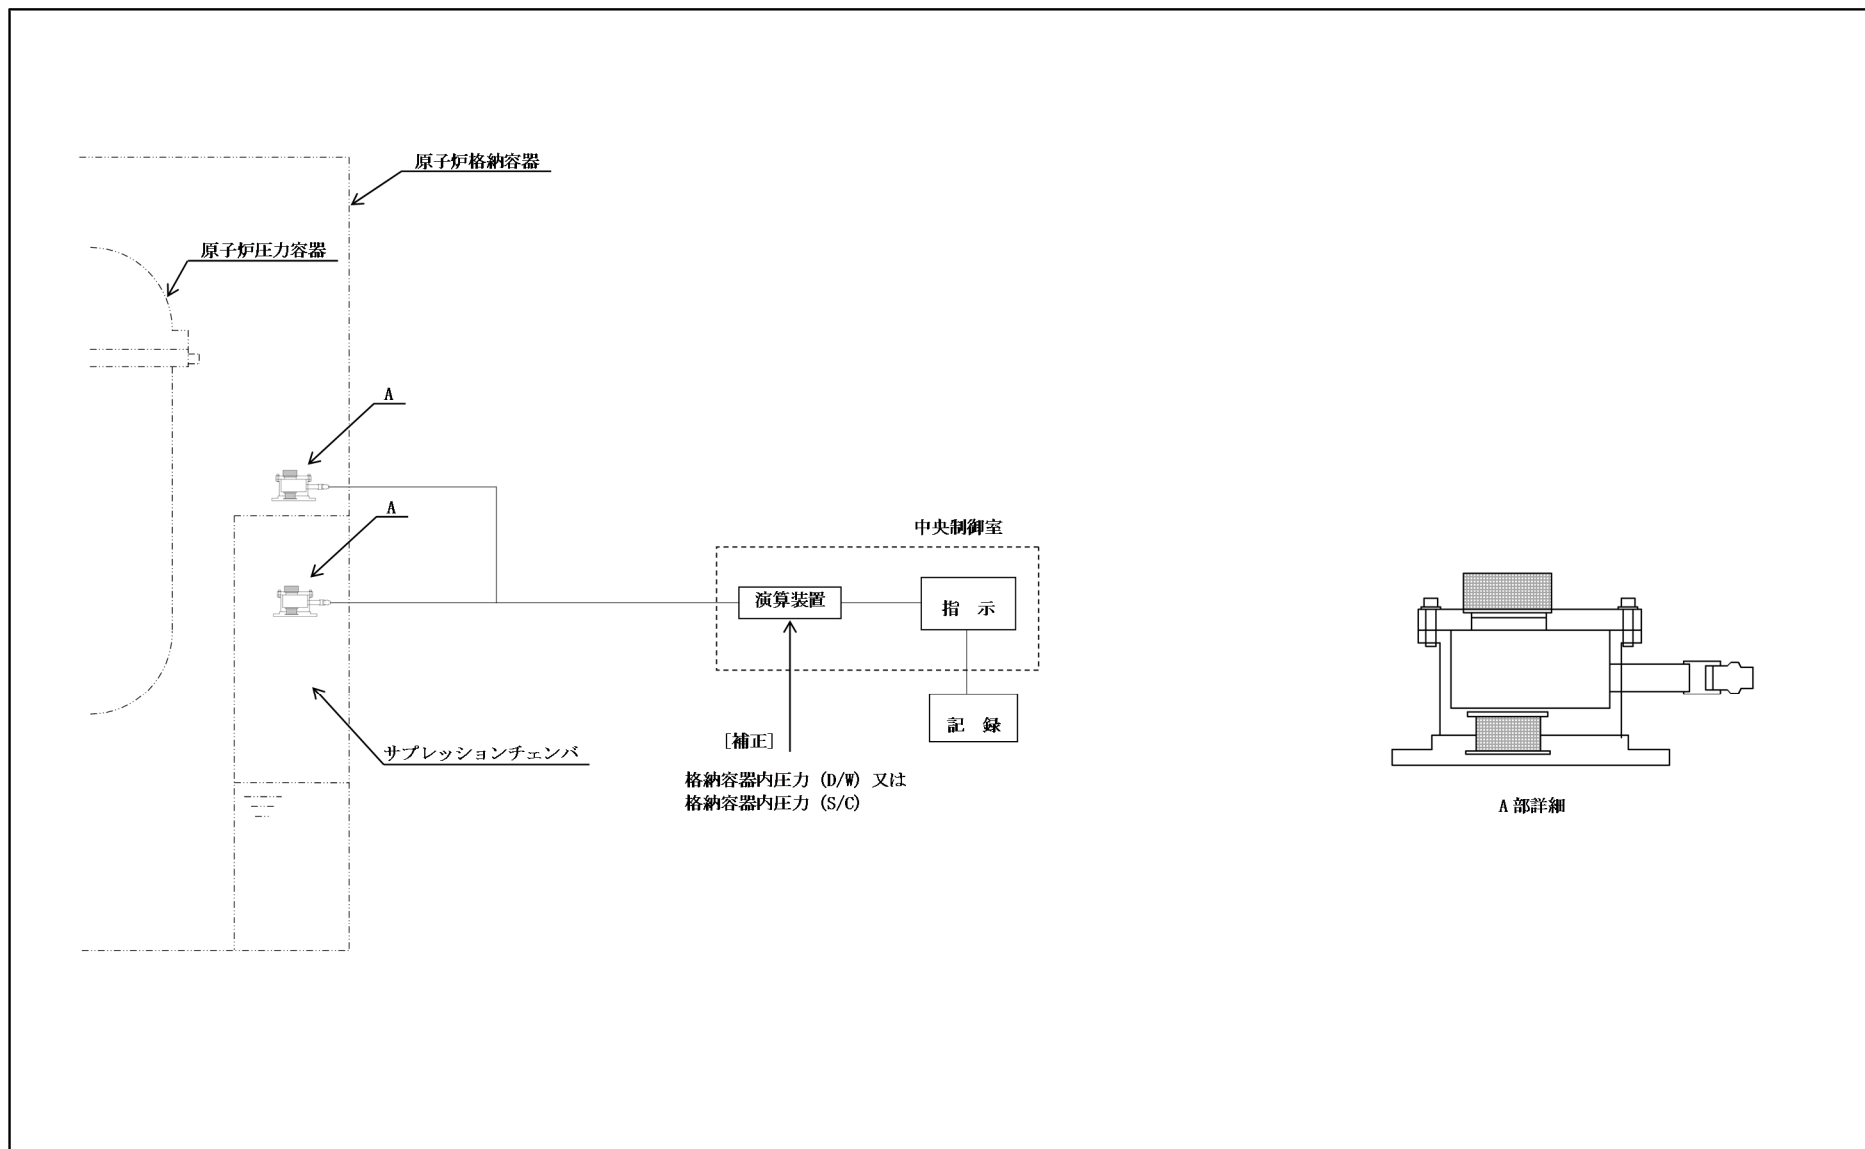 原子炉格納容器
原子炉圧力容器
A
A
中央制御室
演算装置
指 示
記 録
[補正]
サプレッションチェンバ
格納容器内圧力 (D/W) 又は
格納容器内圧力 (S/C)
A 部詳細